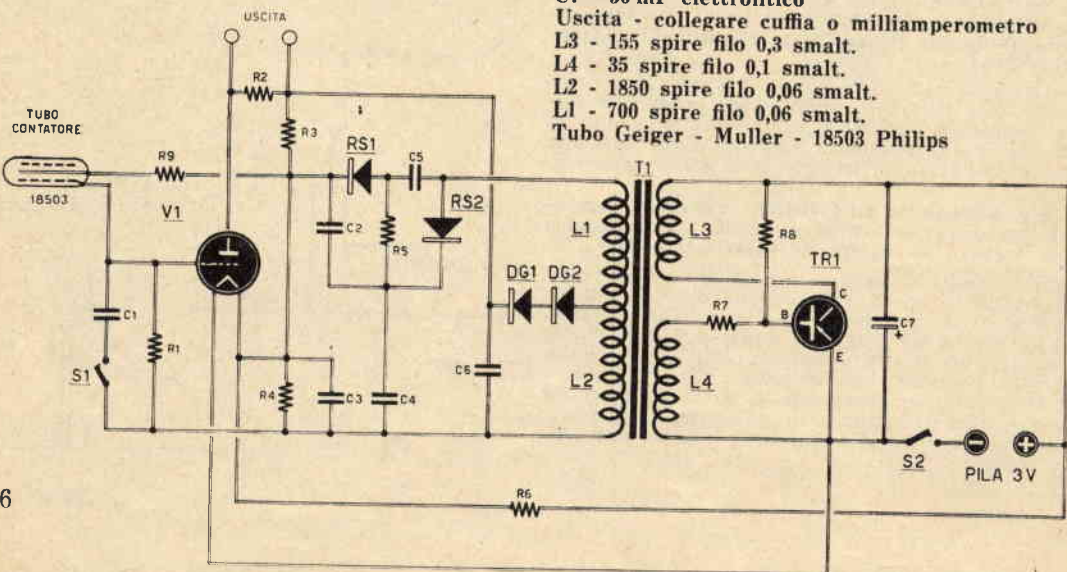 elettrolitico
Uscita - collegare cuffia o milliamperometro
L3 - 155 spire filo 0,3 smalt.
L4 - 35 spire filo 0,1 smalt.
L2 - 1850 spire filo 0,06 smalt.
L1 - 700 spire filo 0,06 smalt.
Tubo Geiger - Muller - 18503 Philips
USCITA
R2
R3
TUBO
CONTATORE
18503
R9
V1
RS1
C5
RS2
C2
R5
T1
L1
L3
R8
TR1
C
B
E
R7
C7
+
DG1 DG2
L2
L4
C1
S1
R1
R4
C3
C4
C6
S2
PILA 3V
- +
R6
6